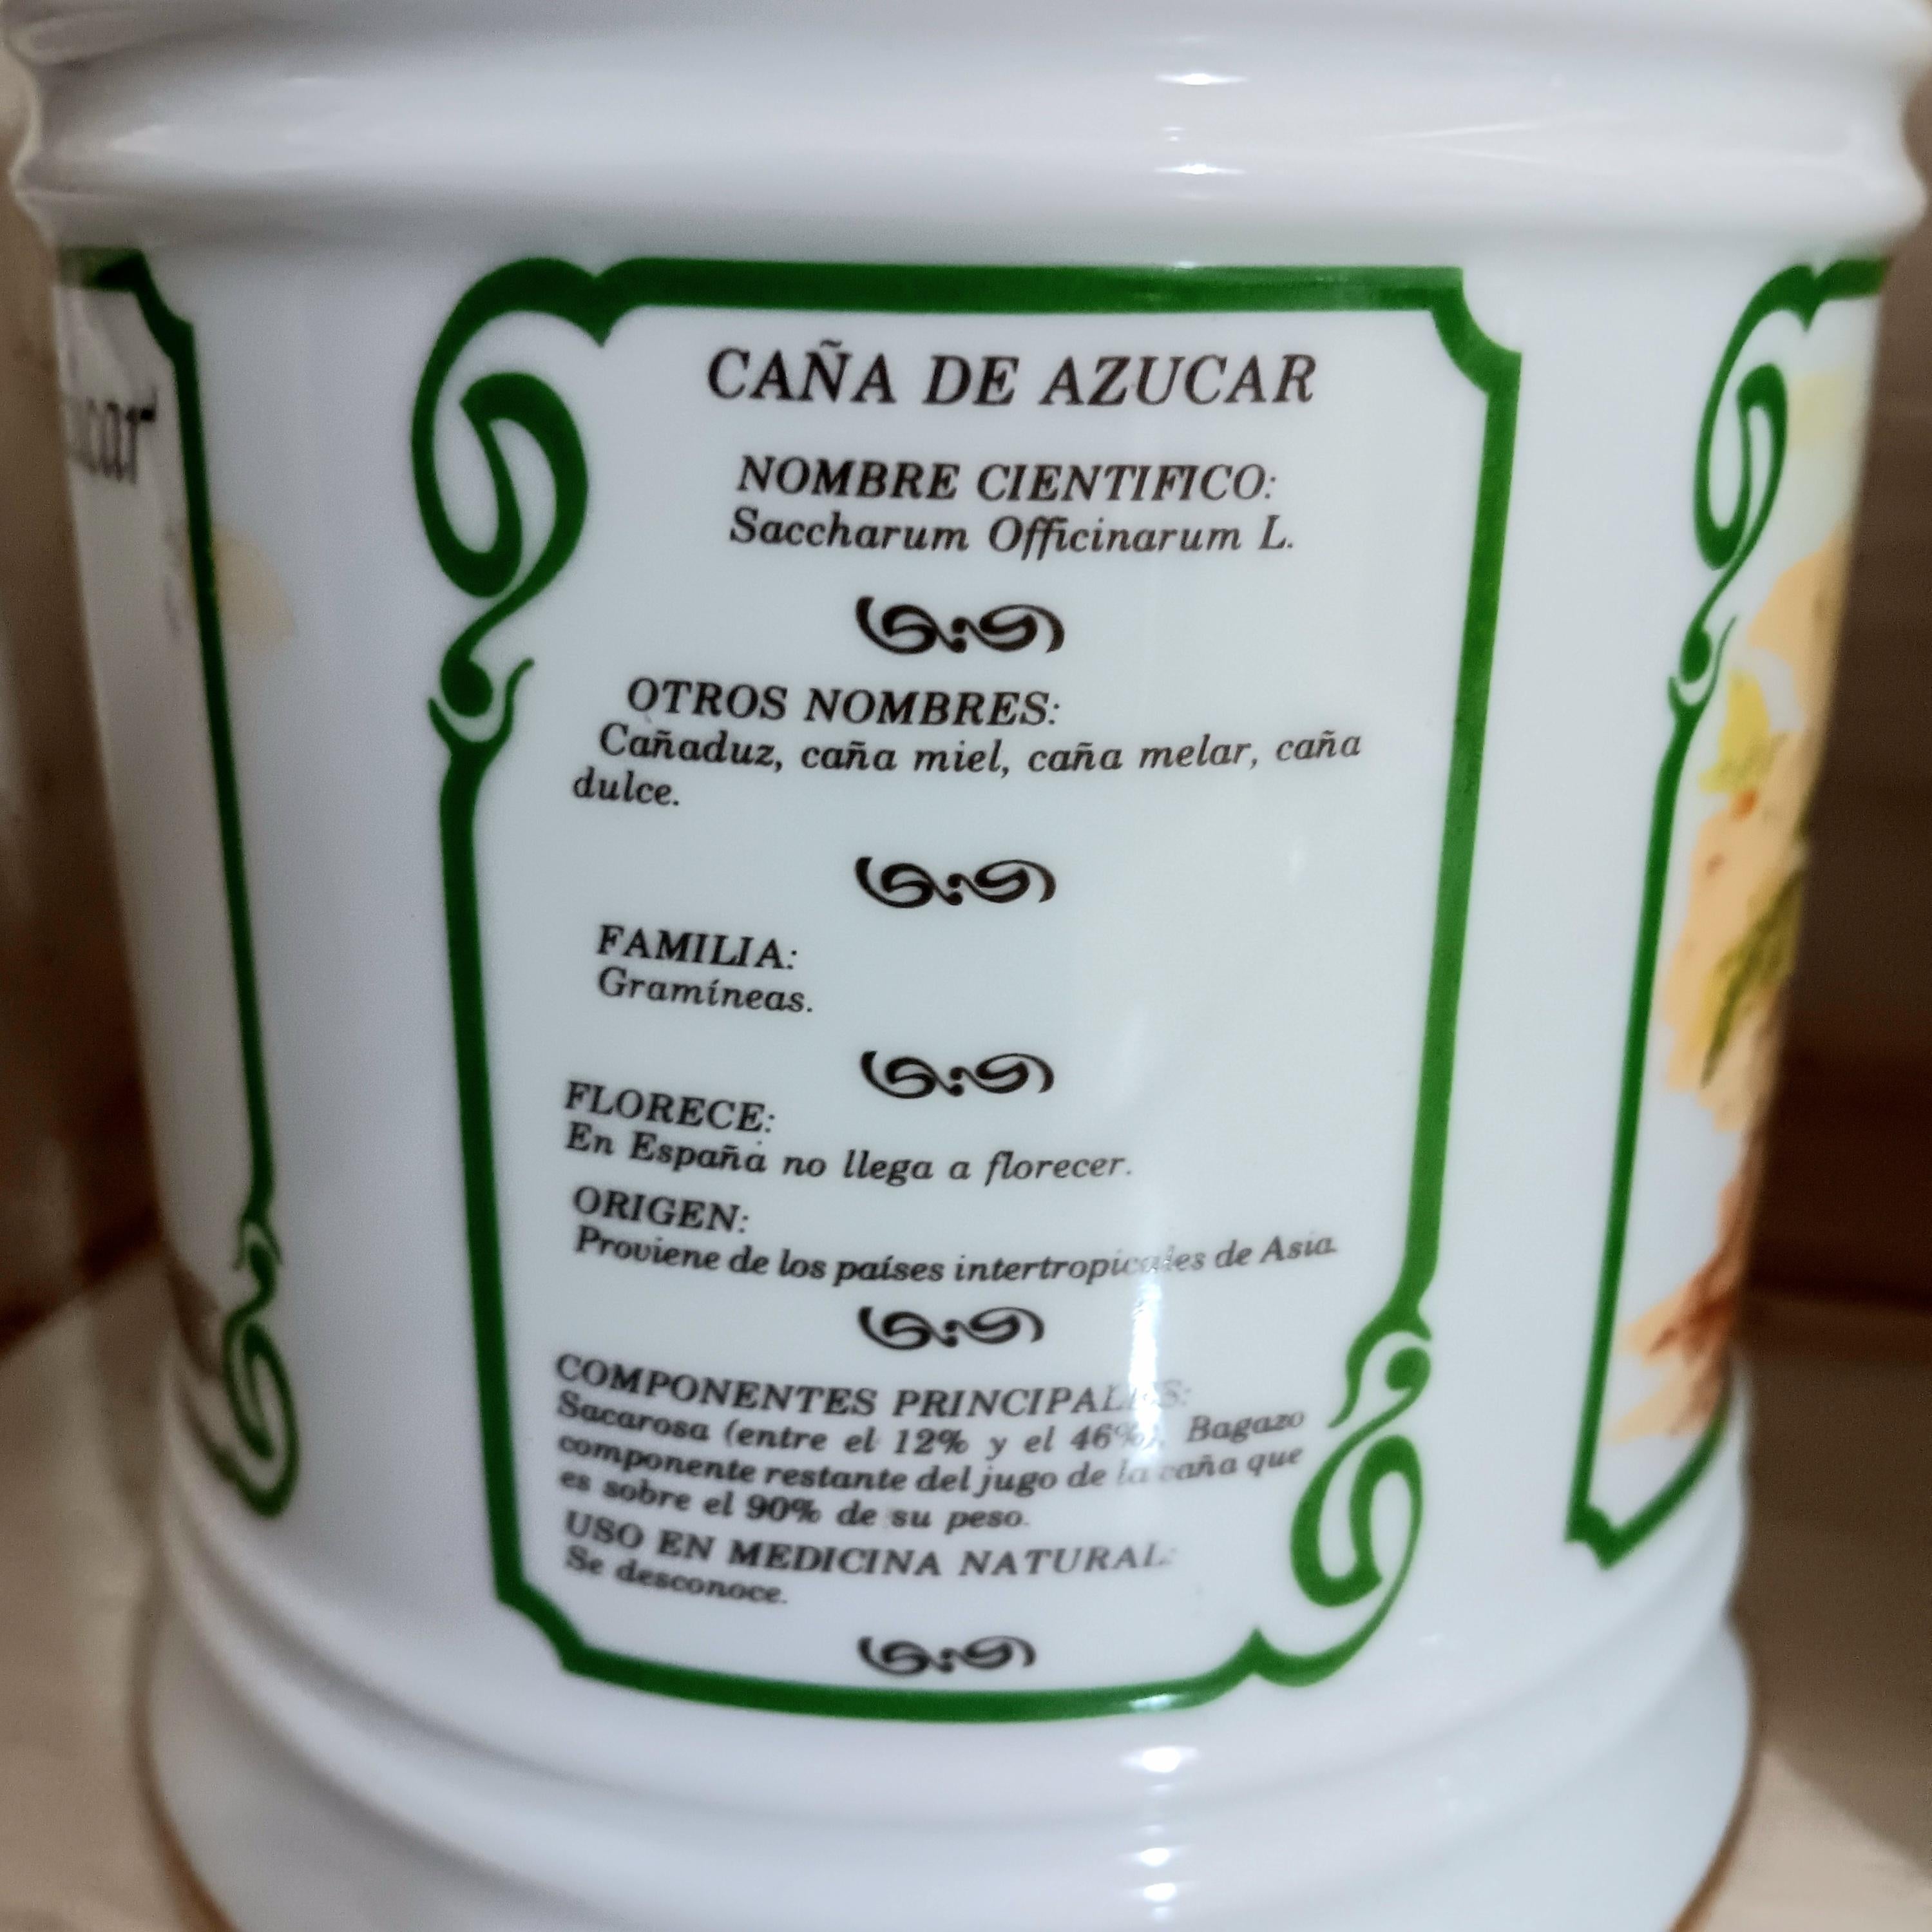 CAÑA DE AZUCAR
NOMBRE CIENTIFICO:
Saccharum Officinarum L.
OTROS NOMBRES:
Cañaduz, caña miel, caña melar, caña
dulce.
FAMILIA:
Gramíneas.
FLORECE:
En España no llega a florecer.
ORIGEN:
Proviene de los países intertropicales de Asia.
COMPONENTES PRINCIPALES:
Sacarosa (entre el 12% y el 46%). Bagazo
componente restante del jugo de la caña que
es sobre el 90% de su peso.
USO EN MEDICINA NATURAL:
Se desconoce.